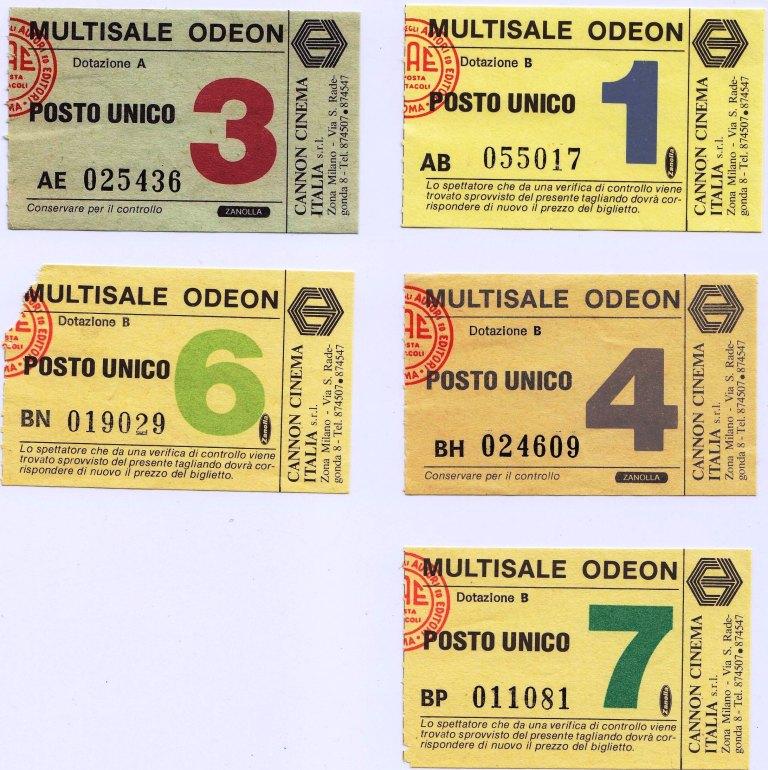 MULTISALE ODEON
Dotazione A
POSTO UNICO
3
AE 025436
Conservare per il controllo
ZANOLLA
CANNON CINEMA
ITALIA s.r.l.
Zona Milano - Via S. Rade-
gonda 8 - Tel. 874507•874547
MULTISALE ODEON
Dotazione B
POSTO UNICO
1
AB 055017
Zanolla
Lo spettatore che da una verifica di controllo viene
trovato sprovvisto del presente tagliando dovrà cor-
rispondere di nuovo il prezzo del biglietto.
CANNON CINEMA
ITALIA s.r.l.
Zona Milano - Via S. Rade-
gonda 8 - Tel. 874507•874547
MULTISALE ODEON
Dotazione B
POSTO UNICO
6
BN 019029
Zanolla
Lo spettatore che da una verifica di controllo viene
trovato sprovvisto del presente tagliando dovrà cor-
rispondere di nuovo il prezzo del biglietto.
CANNON CINEMA
ITALIA s.r.l.
Zona Milano - Via S. Rade-
gonda 8 - Tel. 874507•874547
MULTISALE ODEON
Dotazione B
POSTO UNICO
4
BH 024609
Conservare per il controllo
ZANOLLA
CANNON CINEMA
ITALIA s.r.l.
Zona Milano - Via S. Rade-
gonda 8 - Tel. 874507•874547
MULTISALE ODEON
Dotazione B
POSTO UNICO
7
BP 011081
Zanolla
Lo spettatore che da una verifica di controllo viene
trovato sprovvisto del presente tagliando dovrà cor-
rispondere di nuovo il prezzo del biglietto.
CANNON CINEMA
ITALIA s.r.l.
Zona Milano - Via S. Rade-
gonda 8 - Tel. 874507•874547